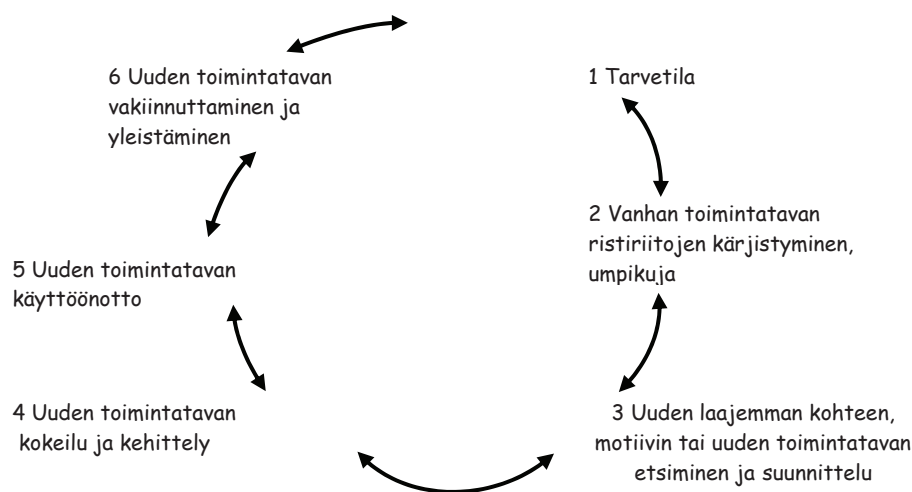 1 Tarvetila
2 Vanhan toimintatavan
ristiriitojen kärjistyminen,
umpikuja
3 Uuden laajemman kohteen,
motiivin tai uuden toimintatavan
etsiminen ja suunnittelu
4 Uuden toimintatavan
kokeilu ja kehittely
5 Uuden toimintatavan
käyttöönotto
6 Uuden toimintatavan
vakiinnuttaminen ja
yleistäminen